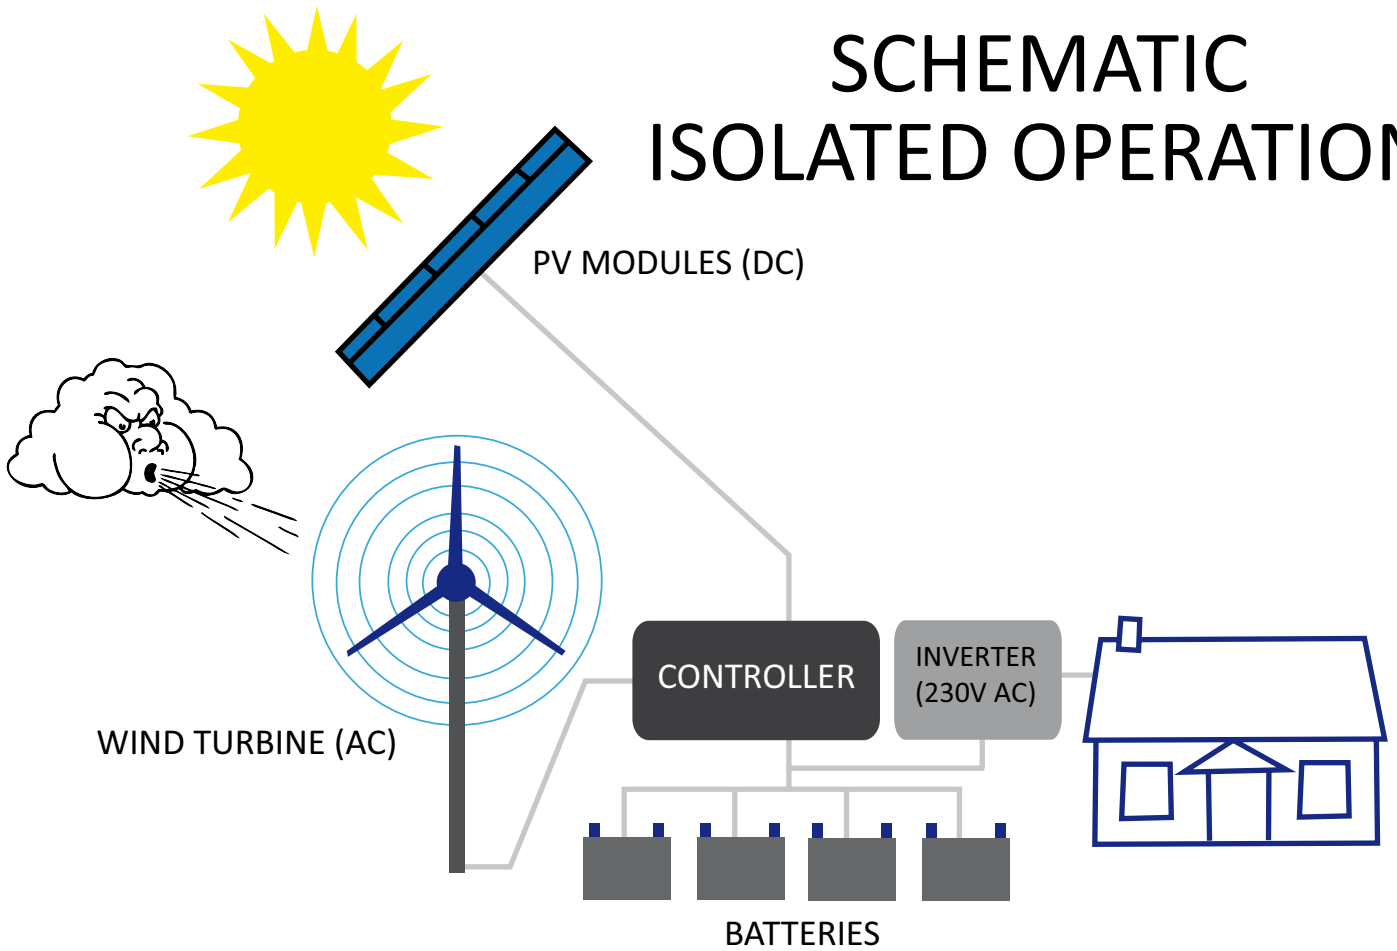 SCHEMATIC
ISOLATED OPERATION
PV MODULES (DC)
CONTROLLER
INVERTER
(230V AC)
WIND TURBINE (AC)
BATTERIES